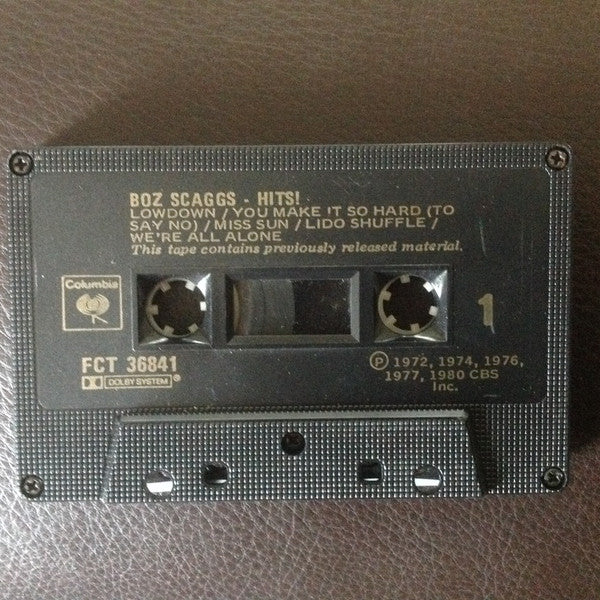 BOZ SCAGGS - HITS!
LOWDOWN / YOU MAKE IT SO HARD (TO
SAY NO) / MISS SUN / LIDO SHUFFLE /
WE'RE ALL ALONE
This tape contains previously released material.
Columbia
1
FCT 36841
DOLBY SYSTEM®
Ⓟ 1972, 1974, 1976,
1977, 1980 CBS
Inc.